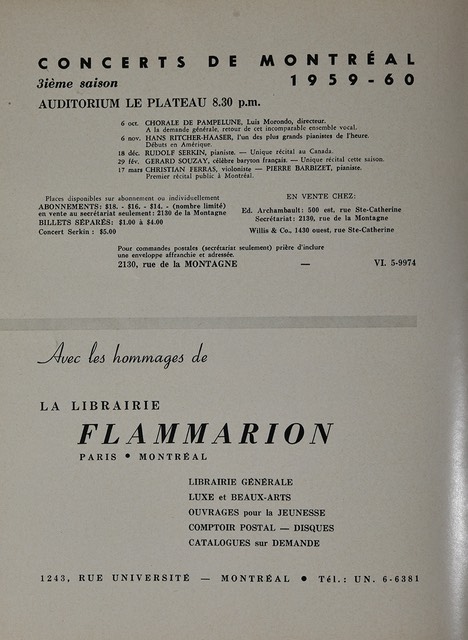 CONCERTS DE MONTRÉAL
3ième saison 1959-60
AUDITORIUM LE PLATEAU 8.30 p.m.
6 oct. CHORALE DE PAMPELUNE, Luis Morondo, directeur.
A la demande générale, retour de cet incomparable ensemble vocal.
6 nov. HANS RITCHER-HAASER, l'un des plus grands pianistes de l'heure.
Débuts en Amérique.
18 déc. RUDOLF SERKIN, pianiste. — Unique récital au Canada.
29 fév. GERARD SOUZAY, célèbre baryton français. — Unique récital cette saison.
17 mars CHRISTIAN FERRAS, violoniste — PIERRE BARBIZET, pianiste.
Premier récital public à Montréal.
Places disponibles sur abonnement ou individuellement
ABONNEMENTS: $18. - $16. - $14. - (nombre limité)
en vente au secrétariat seulement: 2130 de la Montagne
BILLETS SÉPARÉS: $1.00 à $4.00
Concert Serkin : $5.00
EN VENTE CHEZ:
Ed. Archambault: 500 est, rue Ste-Catherine
Secrétariat: 2130, rue de la Montagne
Willis & Co., 1430 ouest, rue Ste-Catherine
Pour commandes postales (secrétariat seulement) prière d'inclure
une enveloppe affranchie et adressée.
2130, rue de la MONTAGNE — VI. 5-9974
Avec les hommages de
LA LIBRAIRIE
FLAMMARION
PARIS • MONTRÉAL
LIBRAIRIE GÉNÉRALE
LUXE et BEAUX-ARTS
OUVRAGES pour la JEUNESSE
COMPTOIR POSTAL — DISQUES
CATALOGUES sur DEMANDE
1243, RUE UNIVERSITÉ — MONTRÉAL • Tél.: UN. 6-6381